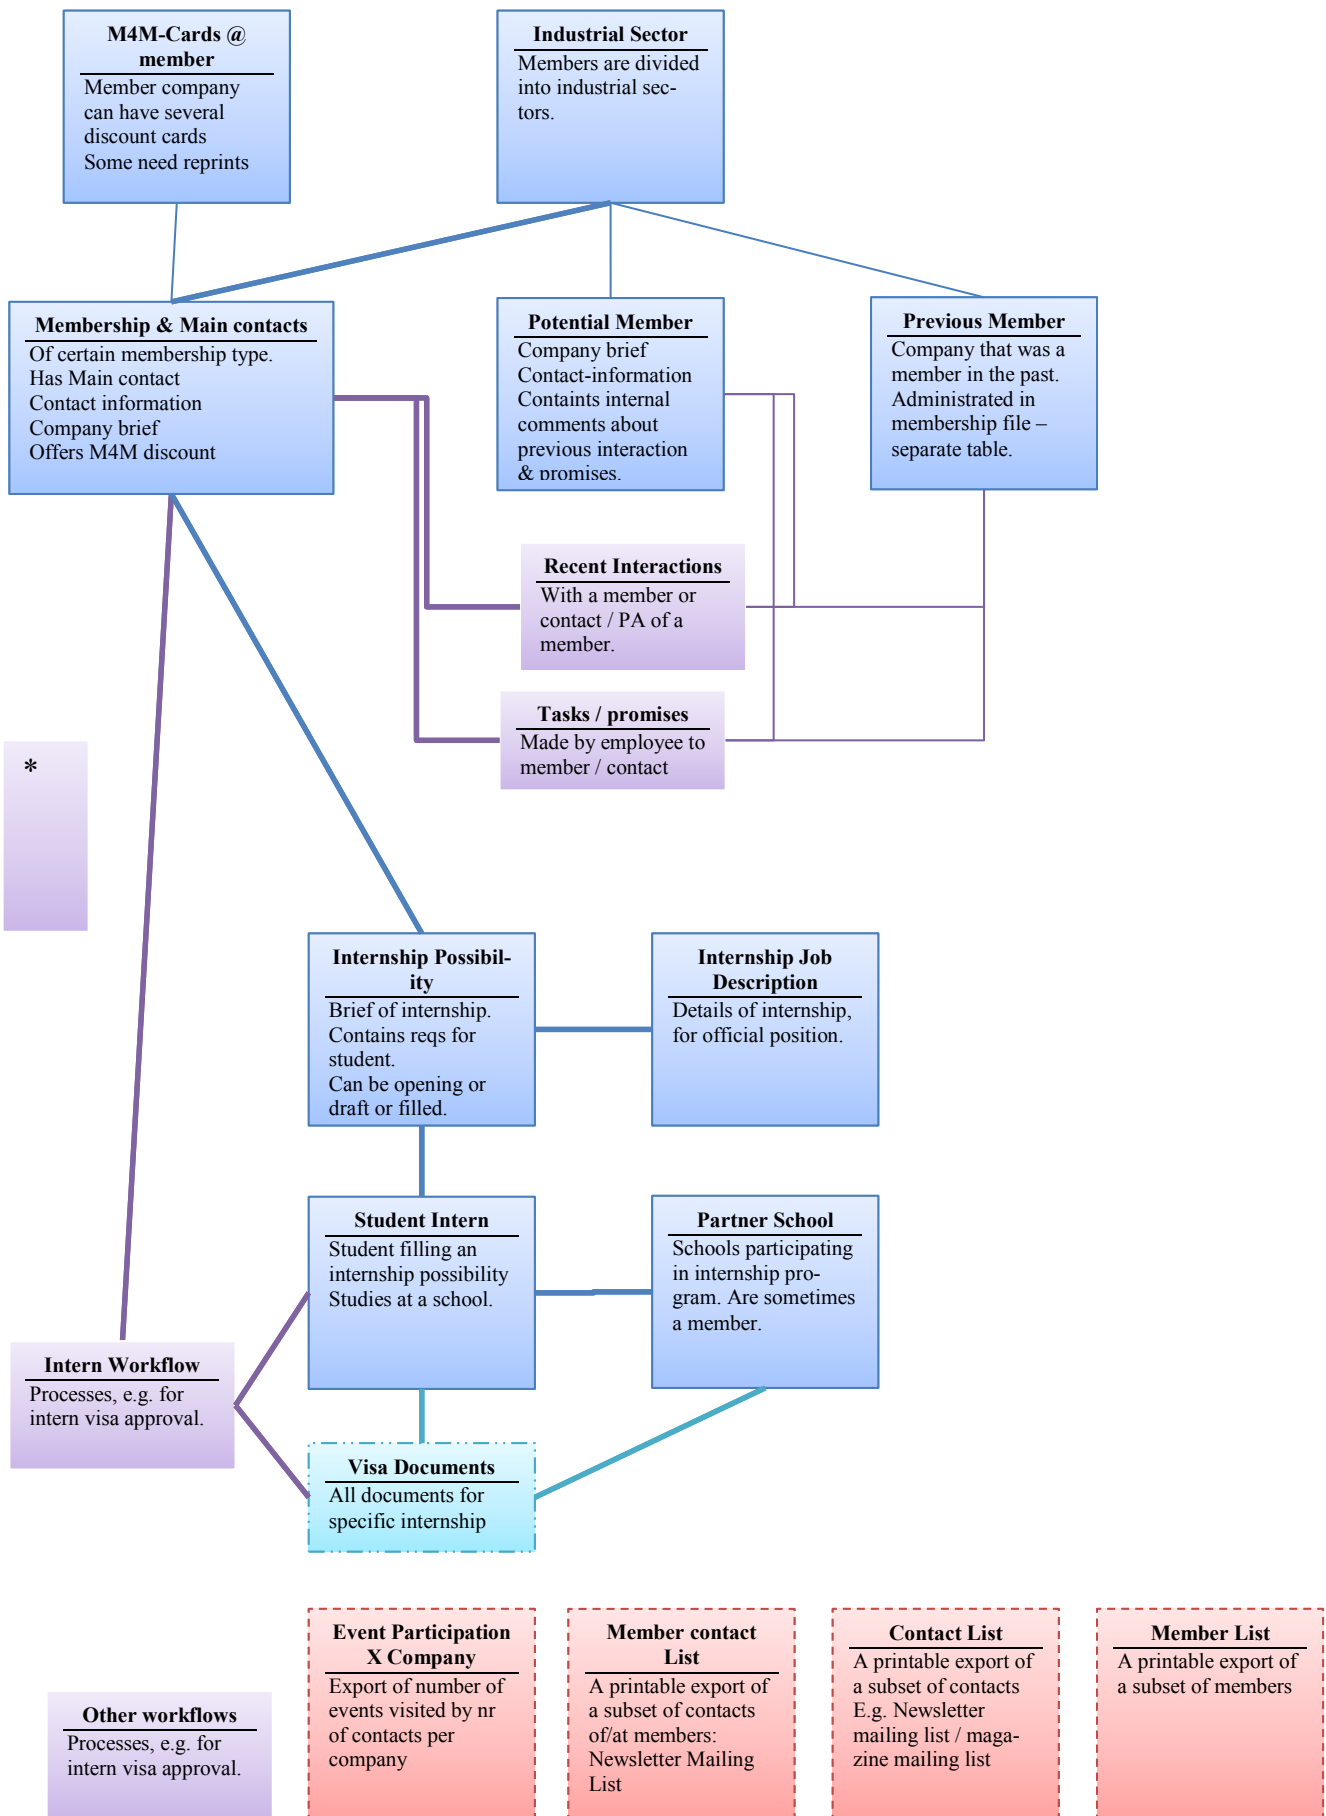 M4M-Cards @
member
Member company
can have several
discount cards
Some need reprints
Industrial Sector
Members are divided
into industrial sec-
tors.
Membership & Main contacts
Of certain membership type.
Has Main contact
Contact information
Company brief
Offers M4M discount
Potential Member
Company brief
Contact-information
Containts internal
comments about
previous interaction
& promises.
Previous Member
Company that was a
member in the past.
Administrated in
membership file –
separate table.
Recent Interactions
With a member or
contact / PA of a
member.
Tasks / promises
Made by employee to
member / contact
*
Internship Possibil-
ity
Brief of internship.
Contains reqs for
student.
Can be opening or
draft or filled.
Internship Job
Description
Details of internship,
for official position.
Student Intern
Student filling an
internship possibility
Studies at a school.
Partner School
Schools participating
in internship pro-
gram. Are sometimes
a member.
Intern Workflow
Processes, e.g. for
intern visa approval.
Visa Documents
All documents for
specific internship
Other workflows
Processes, e.g. for
intern visa approval.
Event Participation
X Company
Export of number of
events visited by nr
of contacts per
company
Member contact
List
A printable export of
a subset of contacts
of/at members:
Newsletter Mailing
List
Contact List
A printable export of
a subset of contacts
E.g. Newsletter
mailing list / maga-
zine mailing list
Member List
A printable export of
a subset of members